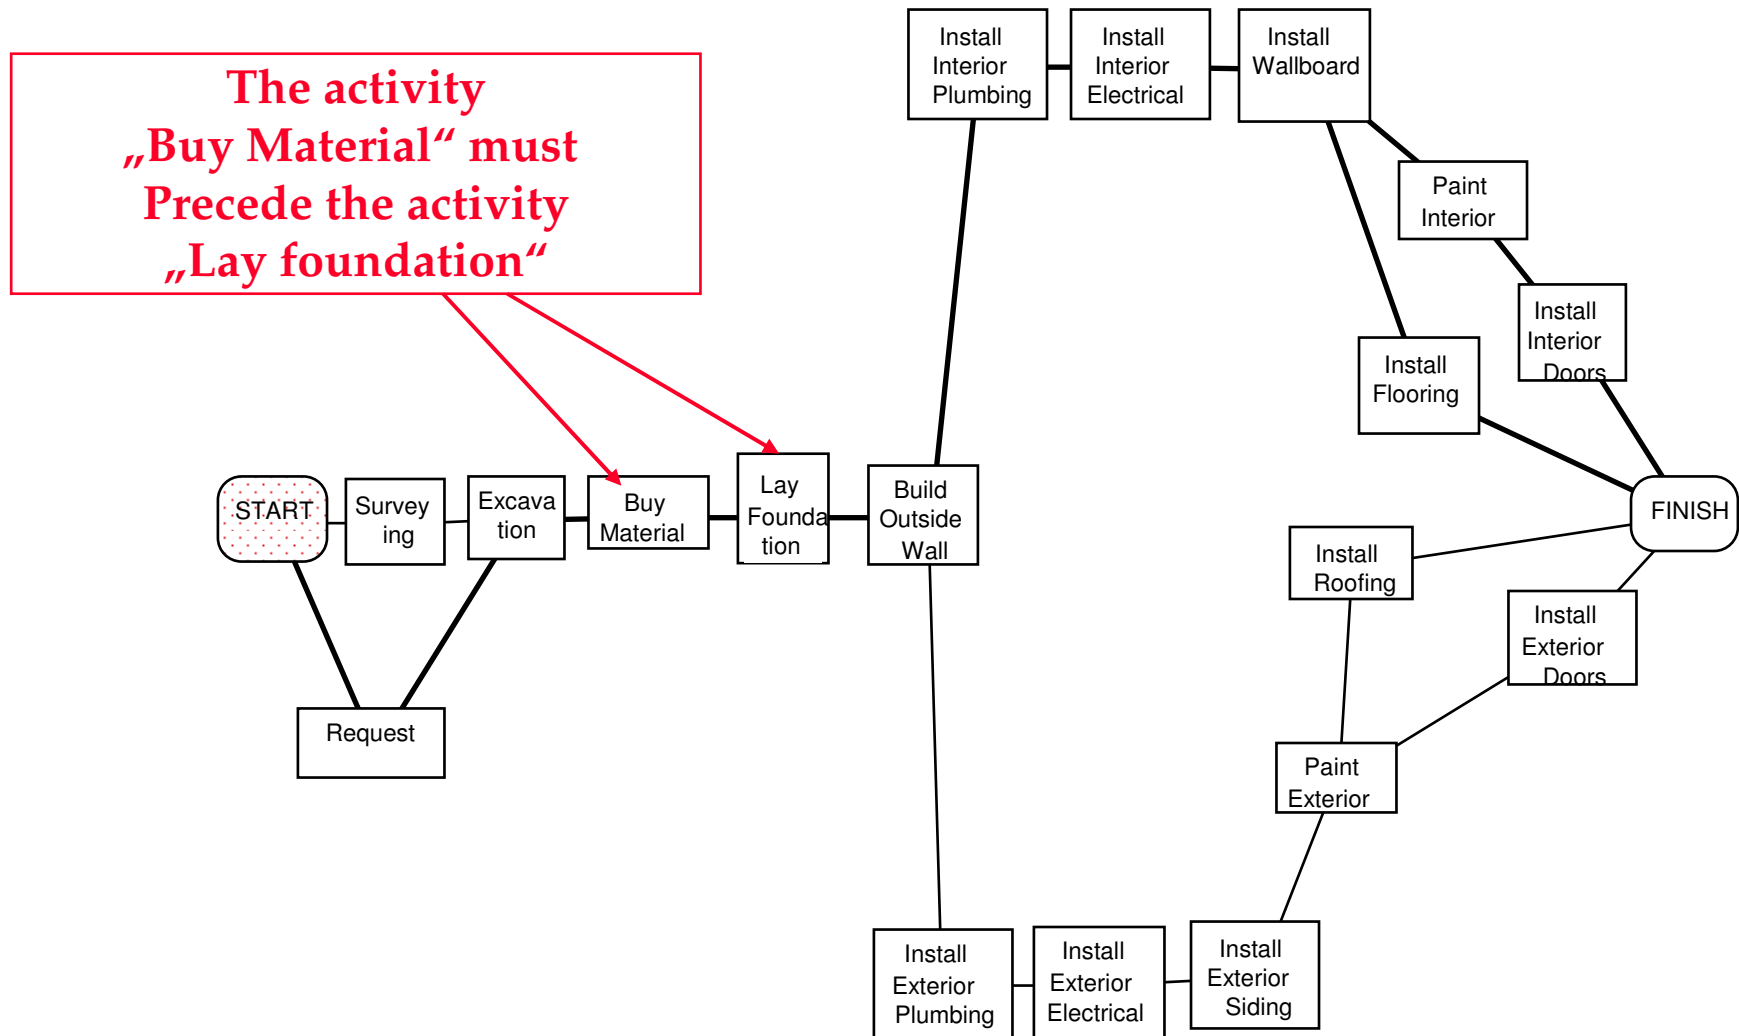 The activity
„Buy Material“ must
Precede the activity
„Lay foundation“
Install
Interior
Plumbing
Install
Interior
Electrical
Install
Wallboard
Paint
Interior
Install
Interior
Doors
Install
Flooring
START
Survey
ing
Excava
tion
Buy
Material
Lay
Founda
tion
Build
Outside
Wall
FINISH
Install
Roofing
Install
Exterior
Doors
Request
Paint
Exterior
Install
Exterior
Plumbing
Install
Exterior
Electrical
Install
Exterior
Siding